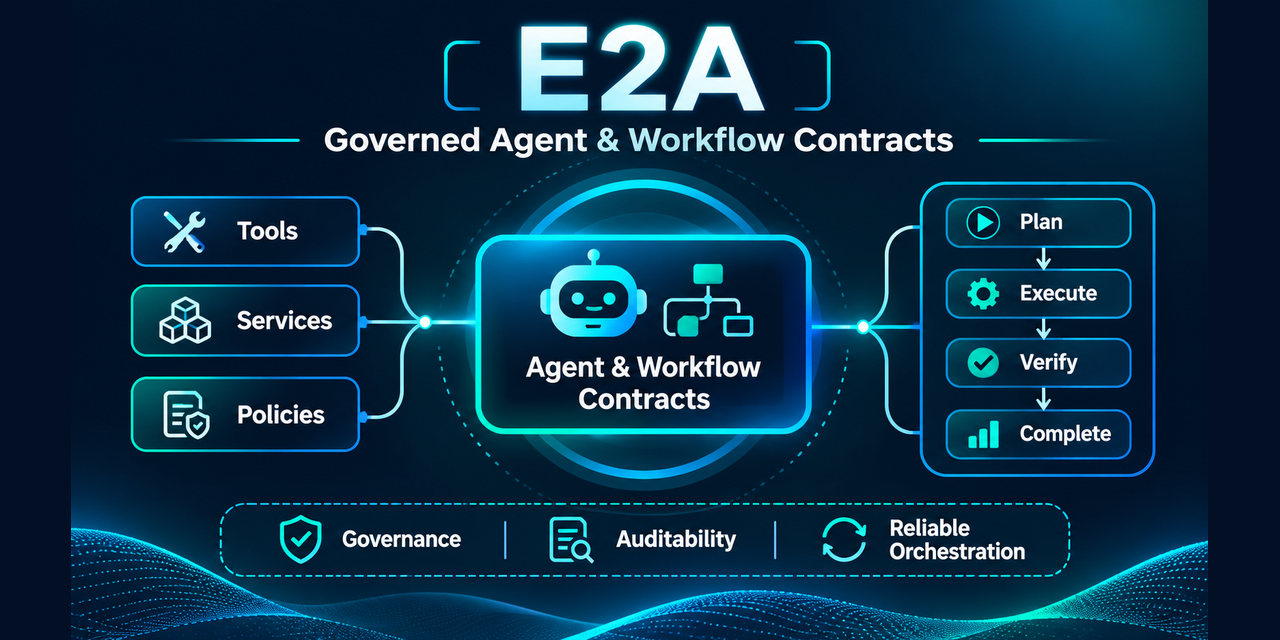 E2A
Governed Agent & Workflow Contracts
Tools
Services
Policies
Agent & Workflow
Contracts
Plan
Execute
Verify
Complete
Governance
Auditability
Reliable
Orchestration